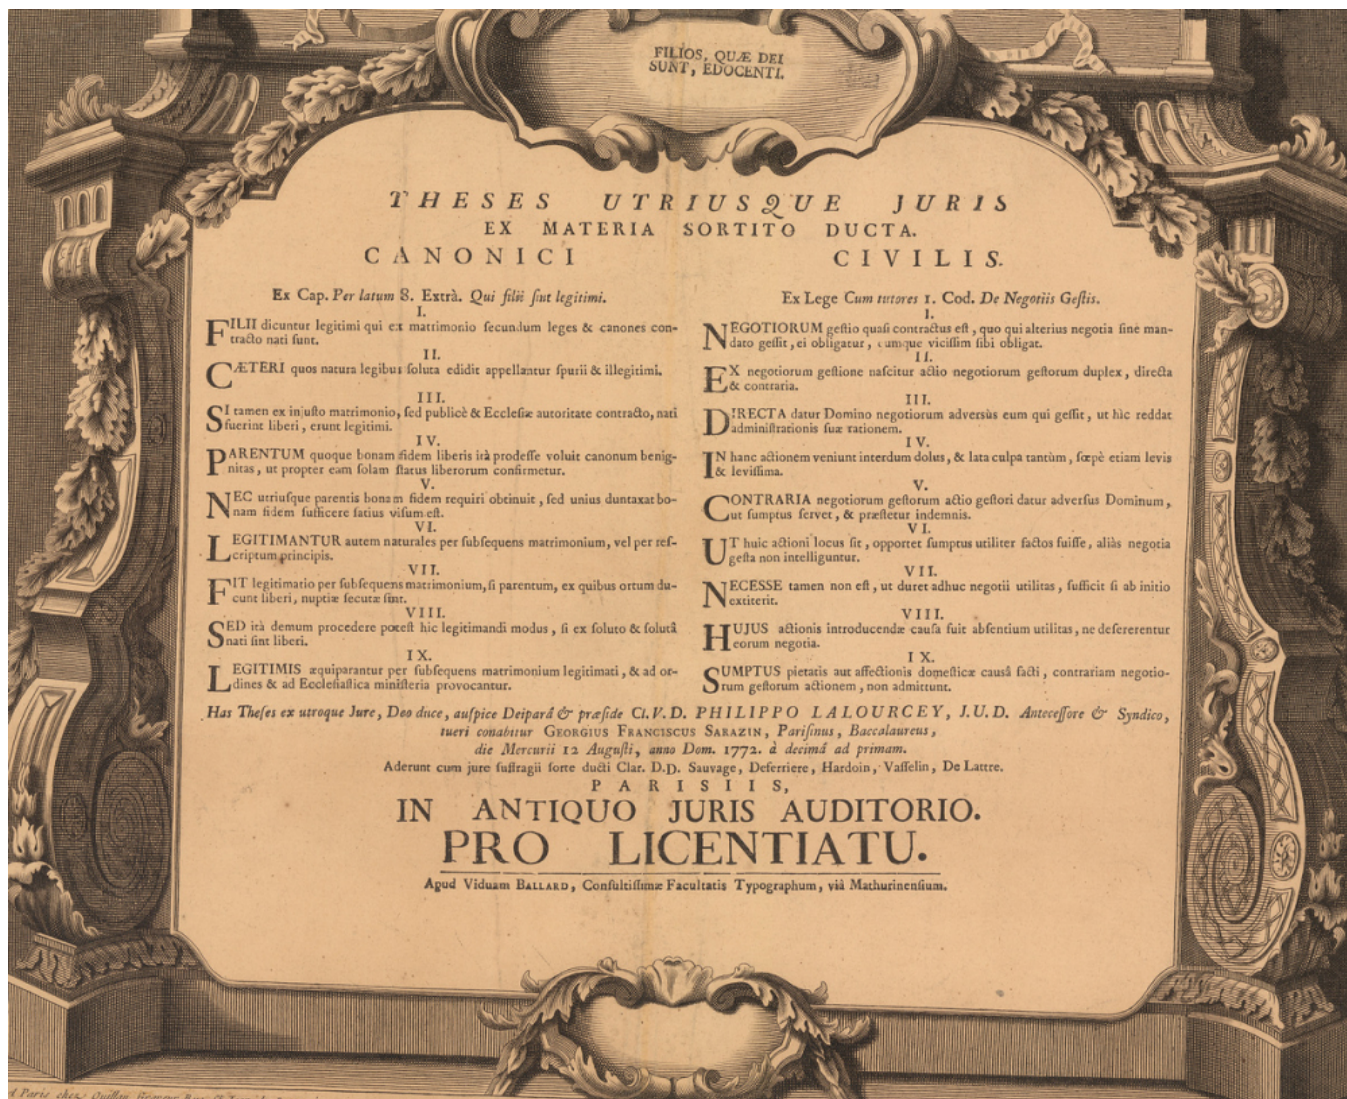 FILIOS, QUÆ DEI
SUNT, EDOCENTI.
THESES UTRIUSQUE JURIS
EX MATERIA SORTITO DUCTA.
CANONICI
Ex Cap. Per latum 8. Extrà. Qui filii ſint legitimi.
I.
FILII dicuntur legitimi qui ex matrimonio ſecundum leges & canones con-
tracto nati ſunt.
II.
CÆTERI quos natura legibus ſoluta edidit appellantur ſpurii & illegitimi.
III.
SI tamen ex injuſto matrimonio, ſed publicè & Eccleſiæ autoritate contracto, nati
fuerint liberi, erunt legitimi.
IV.
PARENTUM quoque bonam fidem liberis ità prodeſſe voluit canonum benig-
nitas, ut propter eam ſolam ſtatus liberorum confirmetur.
V.
NEC utriuſque parentis bonam fidem requiri obtinuit, ſed unius duntaxat bo-
nam fidem ſufficere ſatius viſum eſt.
VI.
LEGITIMANTUR autem naturales per ſubſequens matrimonium, vel per reſ-
criptum principis.
VII.
FIT legitimatio per ſubſequens matrimonium, ſi parentum, ex quibus ortum du-
cunt liberi, nuptiæ ſecutæ ſint.
VIII.
SED ità demum procedere poteſt hic legitimandi modus, ſi ex ſoluto & ſolutâ
nati ſint liberi.
IX.
LEGITIMIS æquiparantur per ſubſequens matrimonium legitimati, & ad or-
dines & ad Eccleſiaſtica miniſteria provocantur.
CIVILIS.
Ex Lege Cum tutores 1. Cod. De Negotiis Geſtis.
I.
NEGOTIORUM geſtio quaſi contractus eſt, quo qui alterius negotia ſine man-
dato geſſit, ei obligatur, eumque viciſſim ſibi obligat.
II.
EX negotiorum geſtione naſcitur actio negotiorum geſtorum duplex, directa
& contraria.
III.
DIRECTA datur Domino negotiorum adversùs eum qui geſſit, ut hìc reddat
adminiſtrationis ſuæ rationem.
IV.
IN hanc actionem veniunt interdum dolus, & lata culpa tantùm, ſæpè etiam levis
& leviſſima.
V.
CONTRARIA negotiorum geſtorum actio geſtori datur adverſus Dominum,
ut ſumptus ſervet, & præſtetur indemnis.
VI.
UT huic actioni locus ſit, oportet ſumptus utiliter factos fuiſſe, aliàs negotia
geſta non intelliguntur.
VII.
NECESSE tamen non eſt, ut duret adhuc negotii utilitas, ſufficit ſi ab initio
extiterit.
VIII.
HUJUS actionis introducendæ cauſa fuit abſentium utilitas, ne deſererentur
eorum negotia.
IX.
SUMPTUS pietatis aut affectionis domeſticæ causâ facti, contrariam negotio-
rum geſtorum actionem, non admittunt.
Has Theſes ex utroque Jure, Deo duce, auſpice Deiparâ & præſide Cl. V. D. PHILIPPO LALOURCEY, J.U.D. Anteceſſore & Syndico,
tueri conabitur GEORGIUS FRANCISCUS SARAZIN, Pariſinus, Baccalaureus,
die Mercurii 12 Auguſti, anno Dom. 1772. à decimâ ad primam.
Aderunt cum jure ſuffragii ſorte ducti Clar. D.D. Sauvage, Deferriere, Hardoin, Vaſſelin, De Lattre.
PARISIIS,
IN ANTIQUO JURIS AUDITORIO.
PRO LICENTIATU.
Apud Viduam BALLARD, Conſultiſſimæ Facultatis Typographum, viâ Mathurinenſium.
A Paris chez